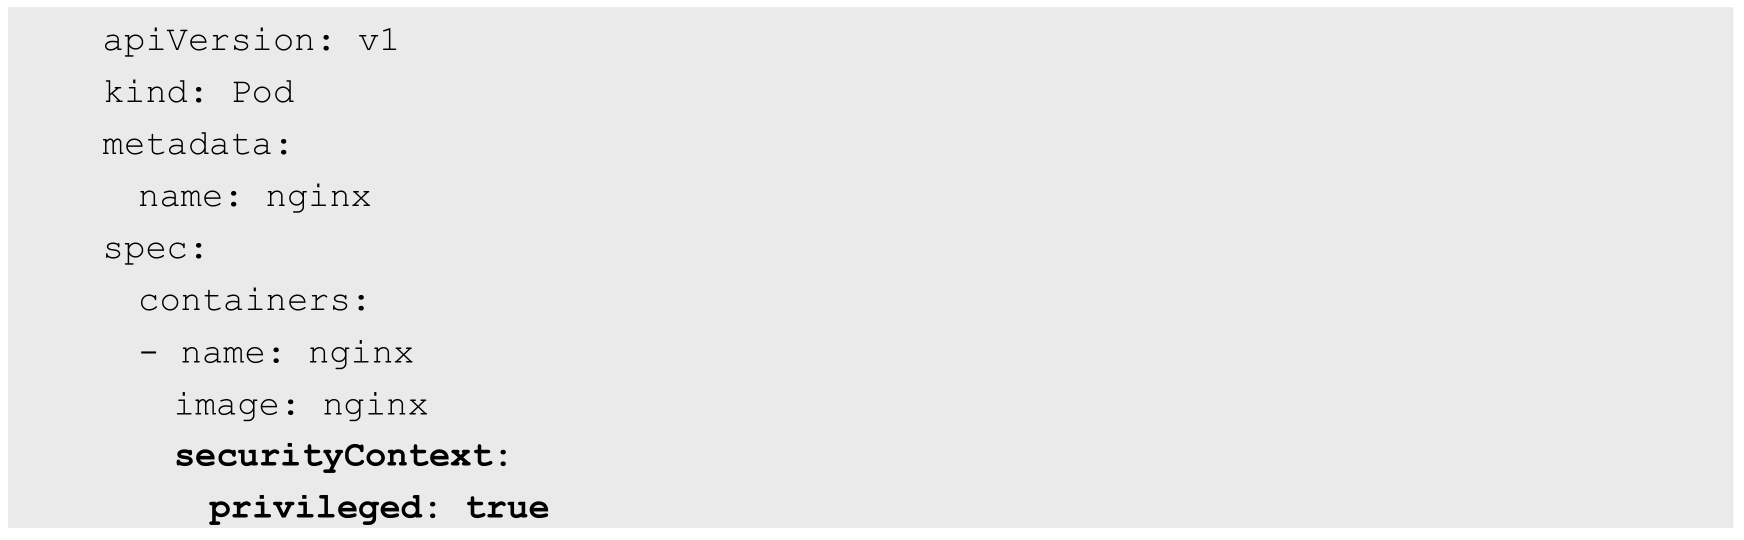 apiVersion: v1
kind: Pod
metadata:
  name: nginx
spec:
  containers:
  - name: nginx
    image: nginx
    securityContext:
      privileged: true